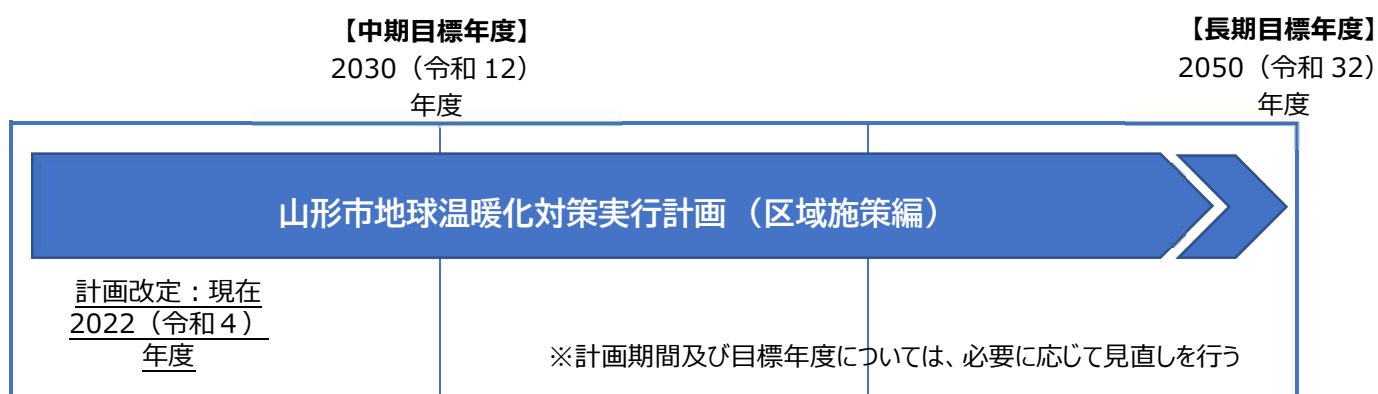 【中期目標年度】
2030（令和 12）
年度
【長期目標年度】
2050（令和 32）
年度
山形市地球温暖化対策実行計画（区域施策編）
計画改定：現在
2022（令和４）
年度
※計画期間及び目標年度については、必要に応じて見直しを行う